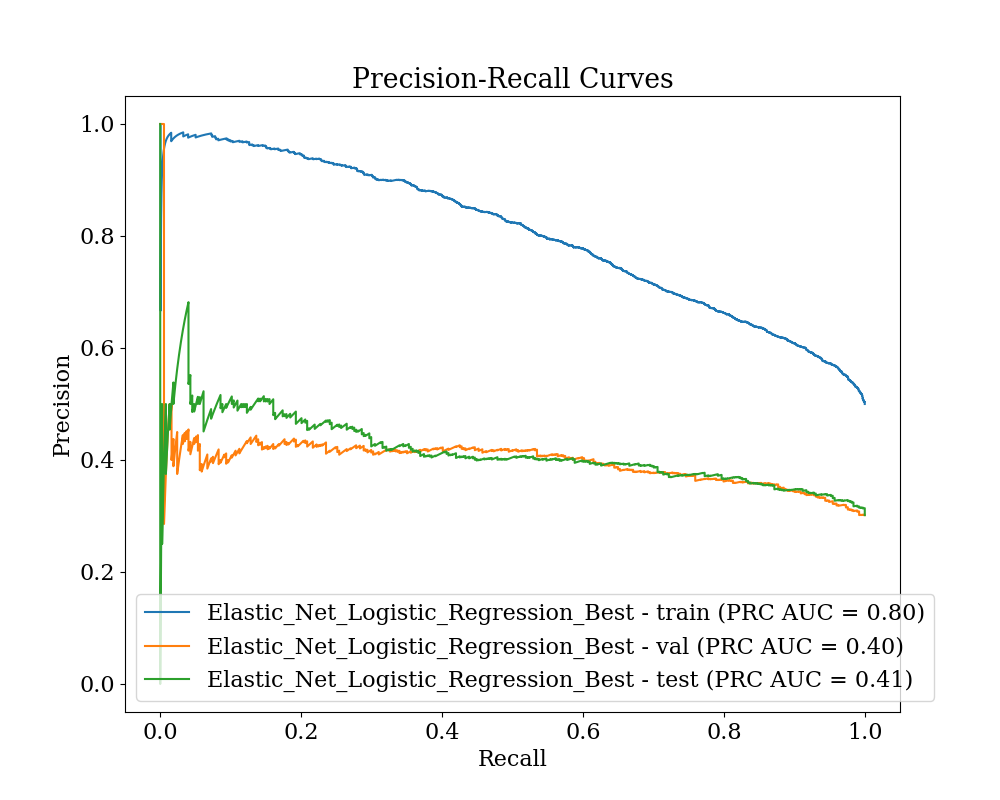 Precision-Recall Curves
Precision
1.0
0.8
0.6
0.4
0.2
0.0
Elastic_Net_Logistic_Regression_Best - train (PRC AUC = 0.80)
Elastic_Net_Logistic_Regression_Best - val (PRC AUC = 0.40)
Elastic_Net_Logistic_Regression_Best - test (PRC AUC = 0.41)
0.0 0.2 0.4 0.6 0.8 1.0
Recall